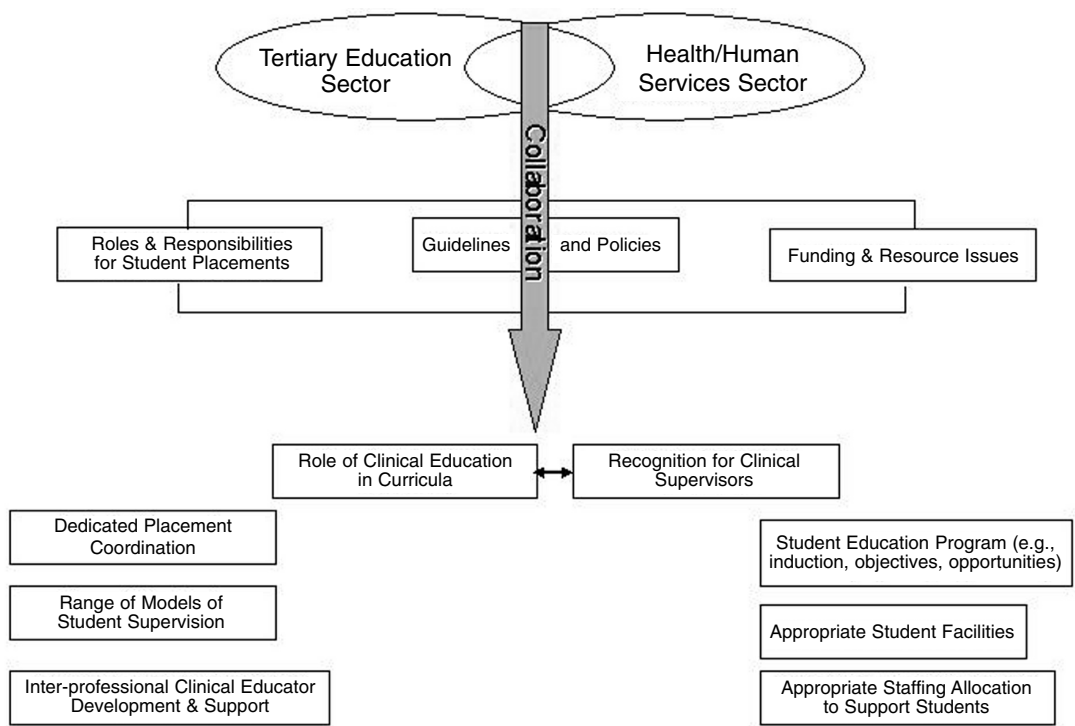 Tertiary Education
Sector
Health/Human
Services Sector
Collaboration
Roles & Responsibilities
for Student Placements
Guidelines and Policies
Funding & Resource Issues
Role of Clinical Education
in Curricula
Recognition for Clinical
Supervisors
Dedicated Placement
Coordination
Range of Models of
Student Supervision
Inter-professional Clinical Educator
Development & Support
Student Education Program (e.g.,
induction, objectives, opportunities)
Appropriate Student Facilities
Appropriate Staffing Allocation
to Support Students